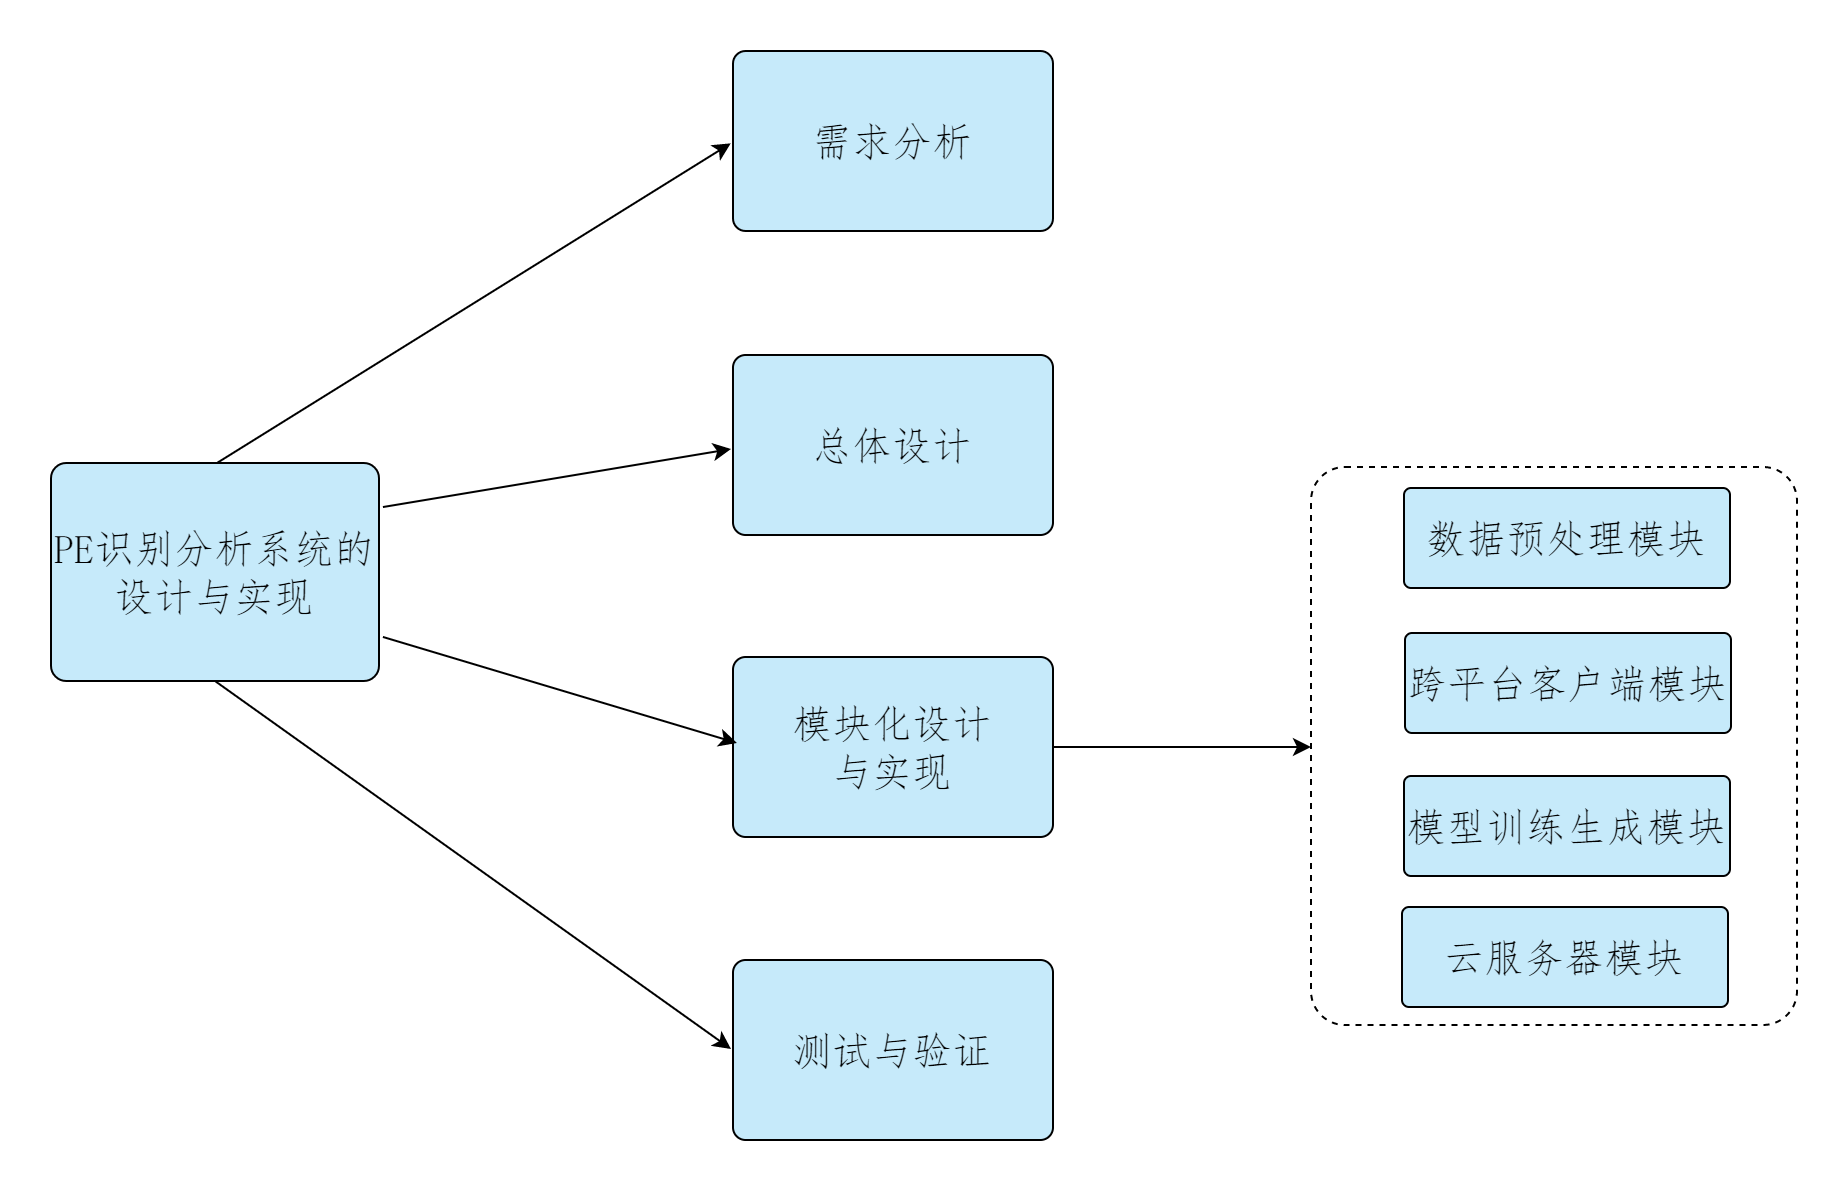 需求分析
总体设计
PE识别分析系统的
设计与实现
模块化设计
与实现
测试与验证
数据预处理模块
跨平台客户端模块
模型训练生成模块
云服务器模块